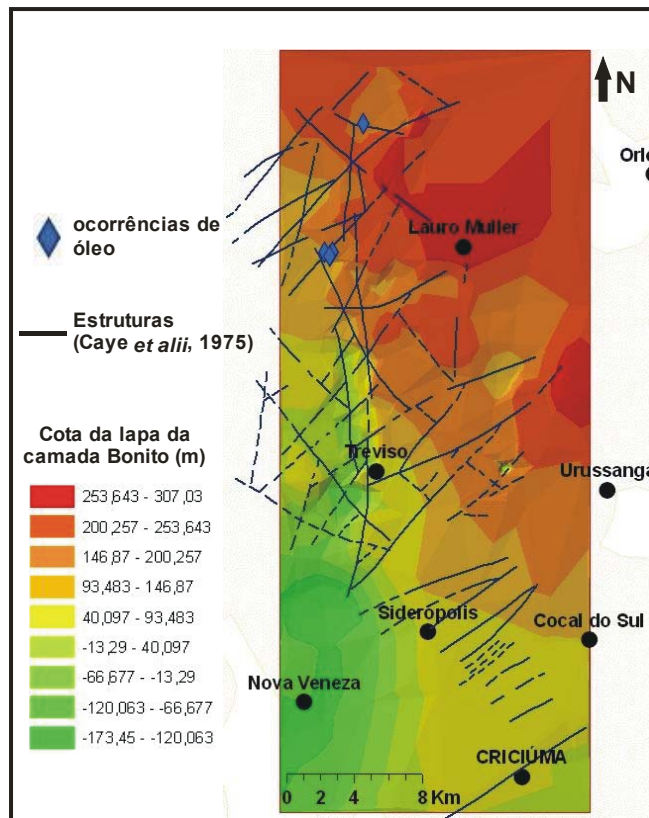 N
Orl
ocorrências de
óleo
Lauro Muller
Estruturas
(Caye et alii, 1975)
Cota da lapa da
camada Bonito (m)
253,643 - 307,03
200,257 - 253,643
146,87 - 200,257
93,483 - 146,87
40,097 - 93,483
-13,29 - 40,097
-66,677 - -13,29
-120,063 - -66,677
-173,45 - -120,063
Treviso
Urussanga
Siderópolis
Cocal do Sul
Nova Veneza
CRICIÚMA
0 2 4 8 Km